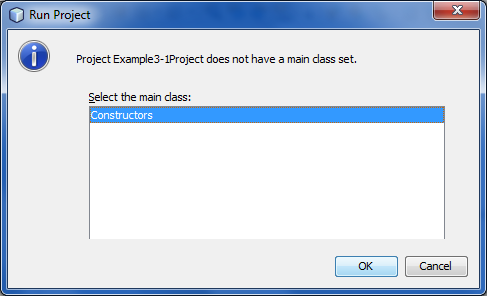 Run Project
Project Example3-1Project does not have a main class set.
Select the main class:
Constructors
OK Cancel